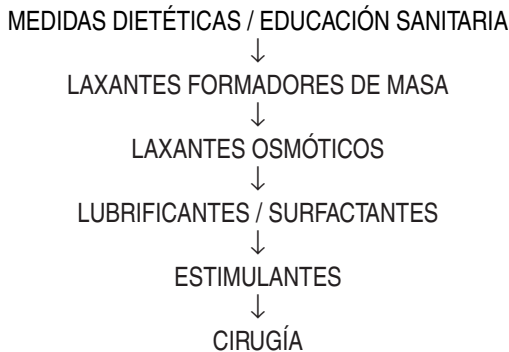 MEDIDAS DIETÉTICAS / EDUCACIÓN SANITARIA
↓
LAXANTES FORMADORES DE MASA
↓
LAXANTES OSMÓTICOS
↓
LUBRIFICANTES / SURFACTANTES
↓
ESTIMULANTES
↓
CIRUGÍA